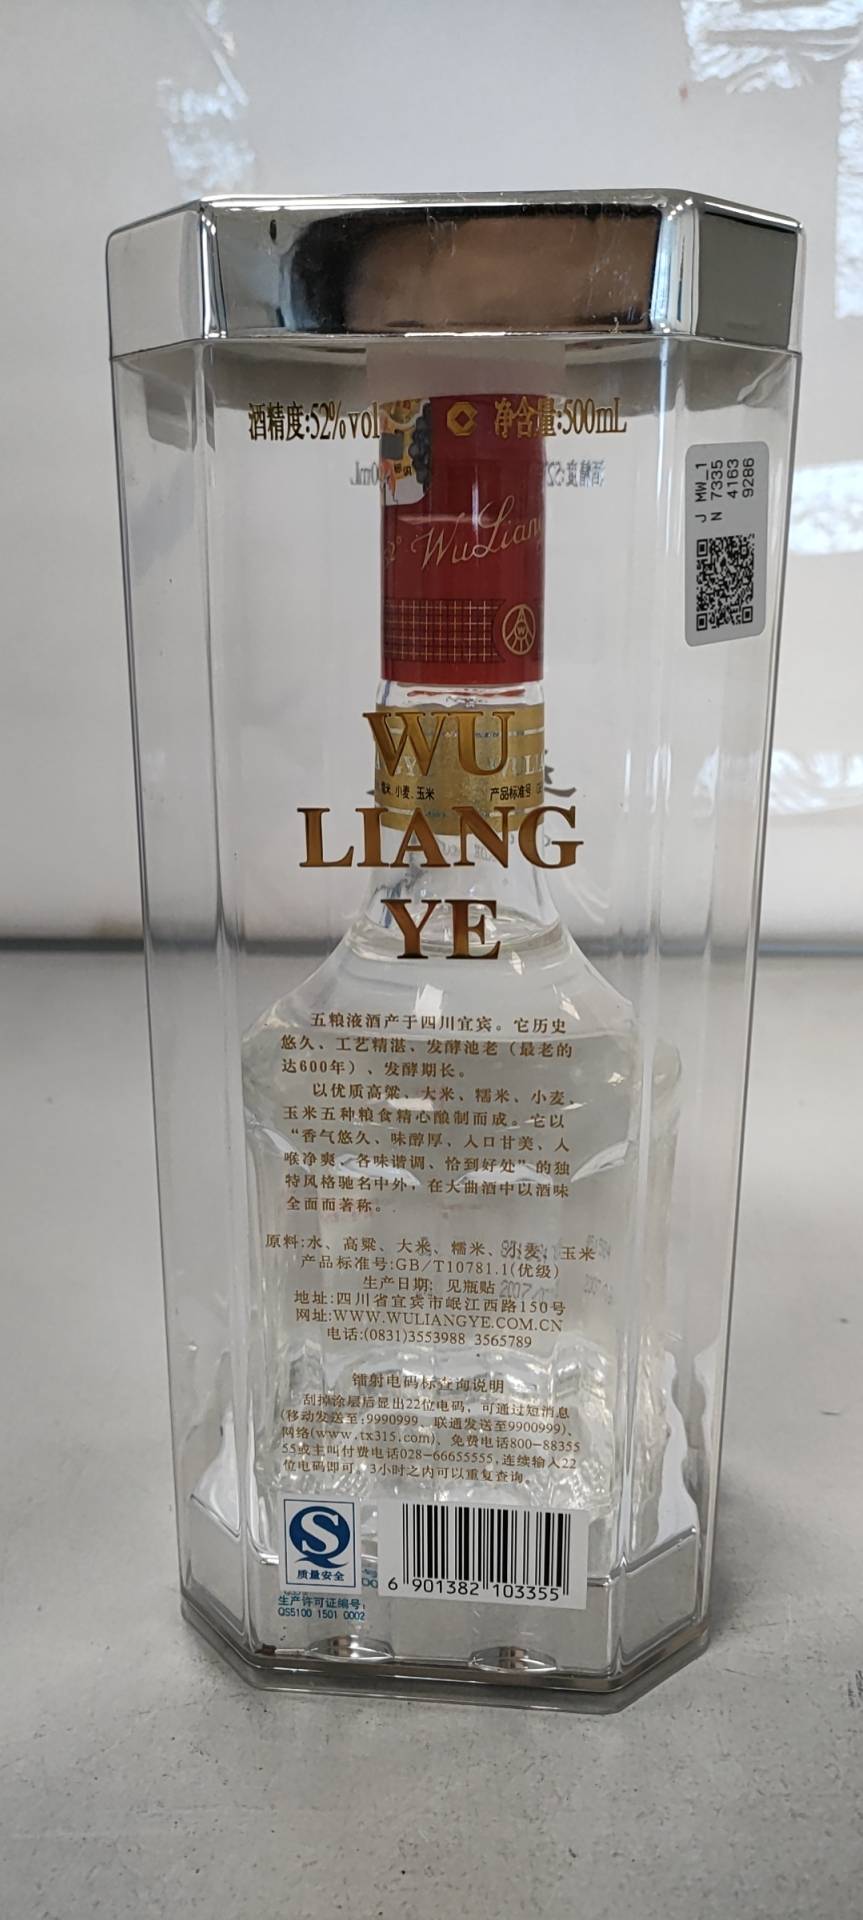 酒精度:52%vol
净含量:500mL
J MW_1
N 7335
4163
9286
WuLiang
WU
糯米、小麦、玉米
产品标准号
LIANG
YE
五粮液酒产于四川宜宾。它历史
悠久、工艺精湛、发酵池老（最老的
达600年）、发酵期长。
以优质高粱、大米、糯米、小麦、
玉米五种粮食精心酿制而成。它以
“香气悠久、味醇厚、入口甘美、入
喉净爽、各味谐调、恰到好处”的独
特风格驰名中外，在大曲酒中以酒味
全面而著称。
原料:水、高粱、大米、糯米、小麦、玉米
产品标准号:GB/T10781.1(优级)
生产日期: 见瓶贴
地址:四川省宜宾市岷江西路150号
网址:WWW.WULIANGYE.COM.CN
电话:(0831)3553988 3565789
镭射电码标查询说明
刮掉涂层后显出22位电码，可通过短消息
(移动发送至:9990999、联通发送至9900999)、
网络(www.tx315.com)、免费电话800-88355
55或主叫付费电话028-66655555,连续输入22
位电码即可。3小时之内可以重复查询。
质量安全
生产许可证编号:
QS5100 1501 0002
6 901382 103355